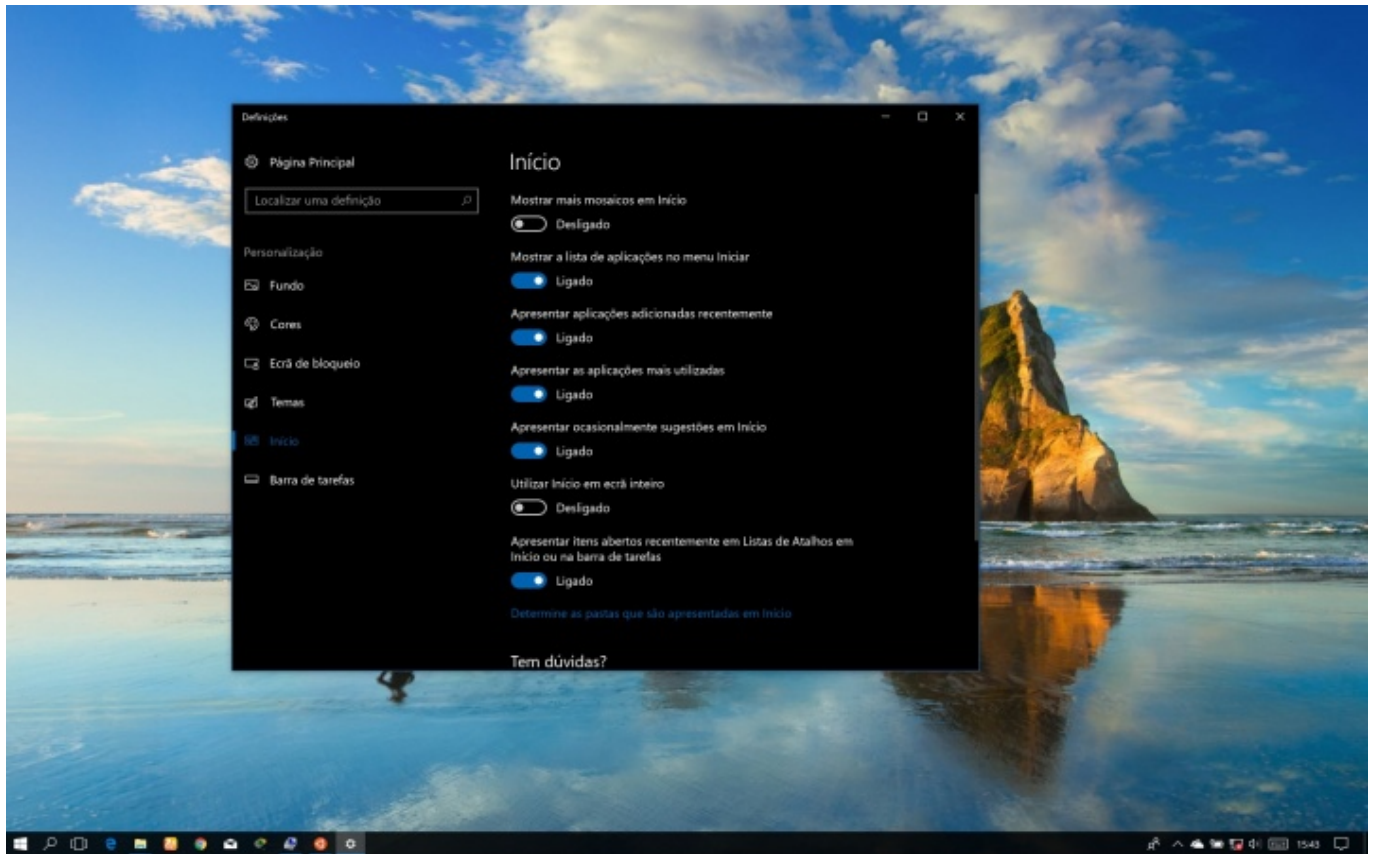 Definições
Página Principal
Localizar uma definição
Personalização
Fundo
Cores
Ecrã de bloqueio
Temas
Início
Barra de tarefas
Início
Mostrar mais mosaicos em Início
Desligado
Mostrar a lista de aplicações no menu Iniciar
Ligado
Apresentar aplicações adicionadas recentemente
Ligado
Apresentar as aplicações mais utilizadas
Ligado
Apresentar ocasionalmente sugestões em Início
Ligado
Utilizar Início em ecrã inteiro
Desligado
Apresentar itens abertos recentemente em Listas de Atalhos em
Início ou na barra de tarefas
Ligado
Determine as pastas que são apresentadas em Início
Tem dúvidas?
15:43